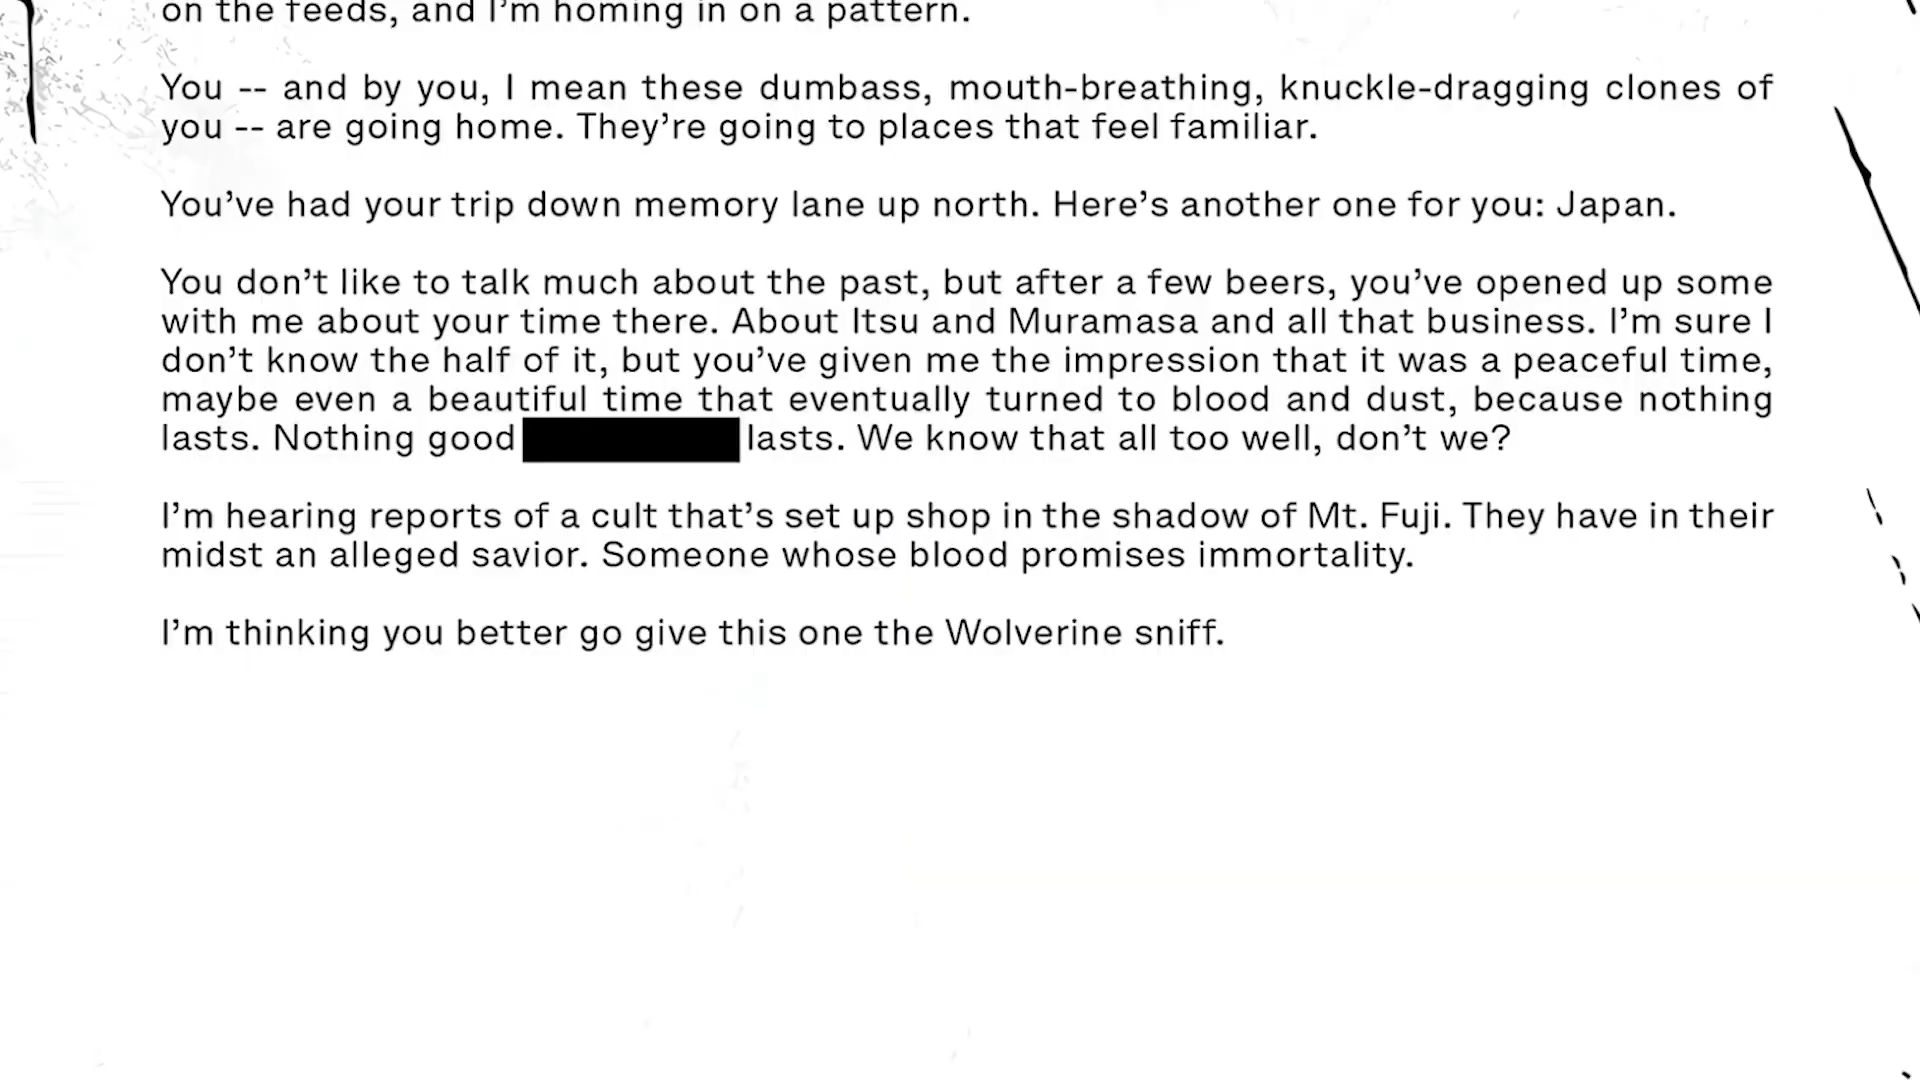 on the feeds, and I'm homing in on a pattern.
You -- and by you, I mean these dumbass, mouth-breathing, knuckle-dragging clones of
you -- are going home. They're going to places that feel familiar.
You've had your trip down memory lane up north. Here's another one for you: Japan.
You don't like to talk much about the past, but after a few beers, you've opened up some
with me about your time there. About Itsu and Muramasa and all that business. I'm sure I
don't know the half of it, but you've given me the impression that it was a peaceful time,
maybe even a beautiful time that eventually turned to blood and dust, because nothing
lasts. Nothing good lasts. We know that all too well, don't we?
I'm hearing reports of a cult that's set up shop in the shadow of Mt. Fuji. They have in their
midst an alleged savior. Someone whose blood promises immortality.
I'm thinking you better go give this one the Wolverine sniff.